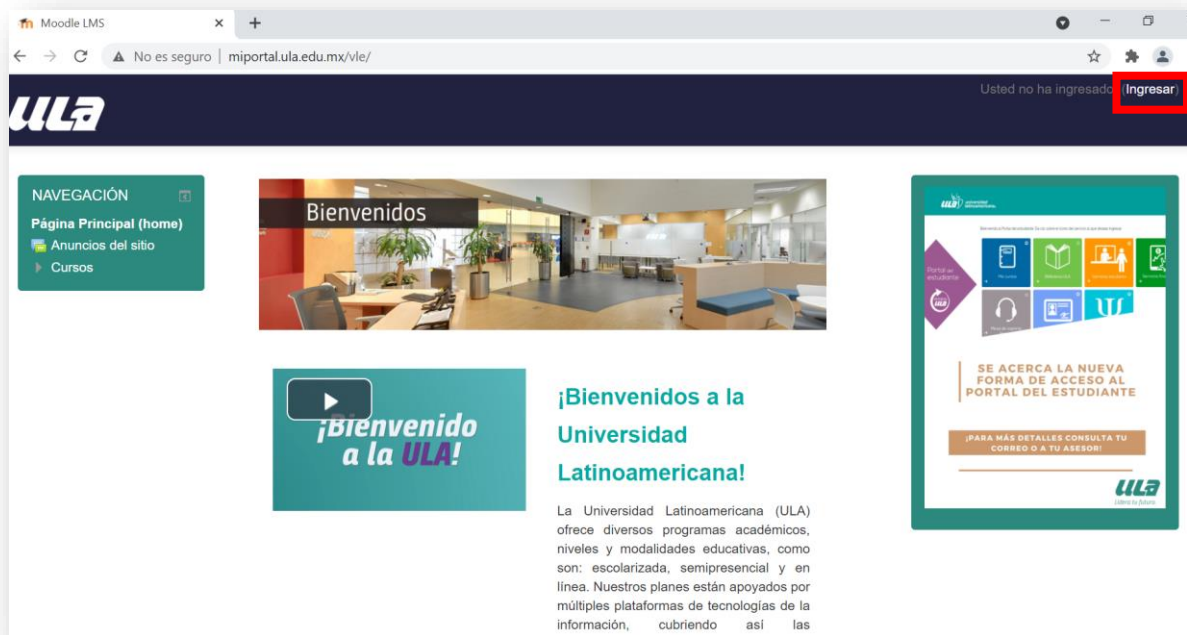 Moodle LMS
No es seguro | miportal.ula.edu.mx/vle/
Usted no ha ingresado (Ingresar)
ula
NAVEGACIÓN
Página Principal (home)
Anuncios del sitio
Cursos
Bienvenidos
¡Bienvenido
a la ULA!
¡Bienvenidos a la
Universidad
Latinoamericana!
La Universidad Latinoamericana (ULA)
ofrece diversos programas académicos,
niveles y modalidades educativas, como
son: escolarizada, semipresencial y en
línea. Nuestros planes están apoyados por
múltiples plataformas de tecnologías de la
información, cubriendo así las
ula
Portal del
estudiante
SE ACERCA LA NUEVA
FORMA DE ACCESO AL
PORTAL DEL ESTUDIANTE
¡PARA MÁS DETALLES CONSULTA TU
CORREO O A TU ASESOR!
ula